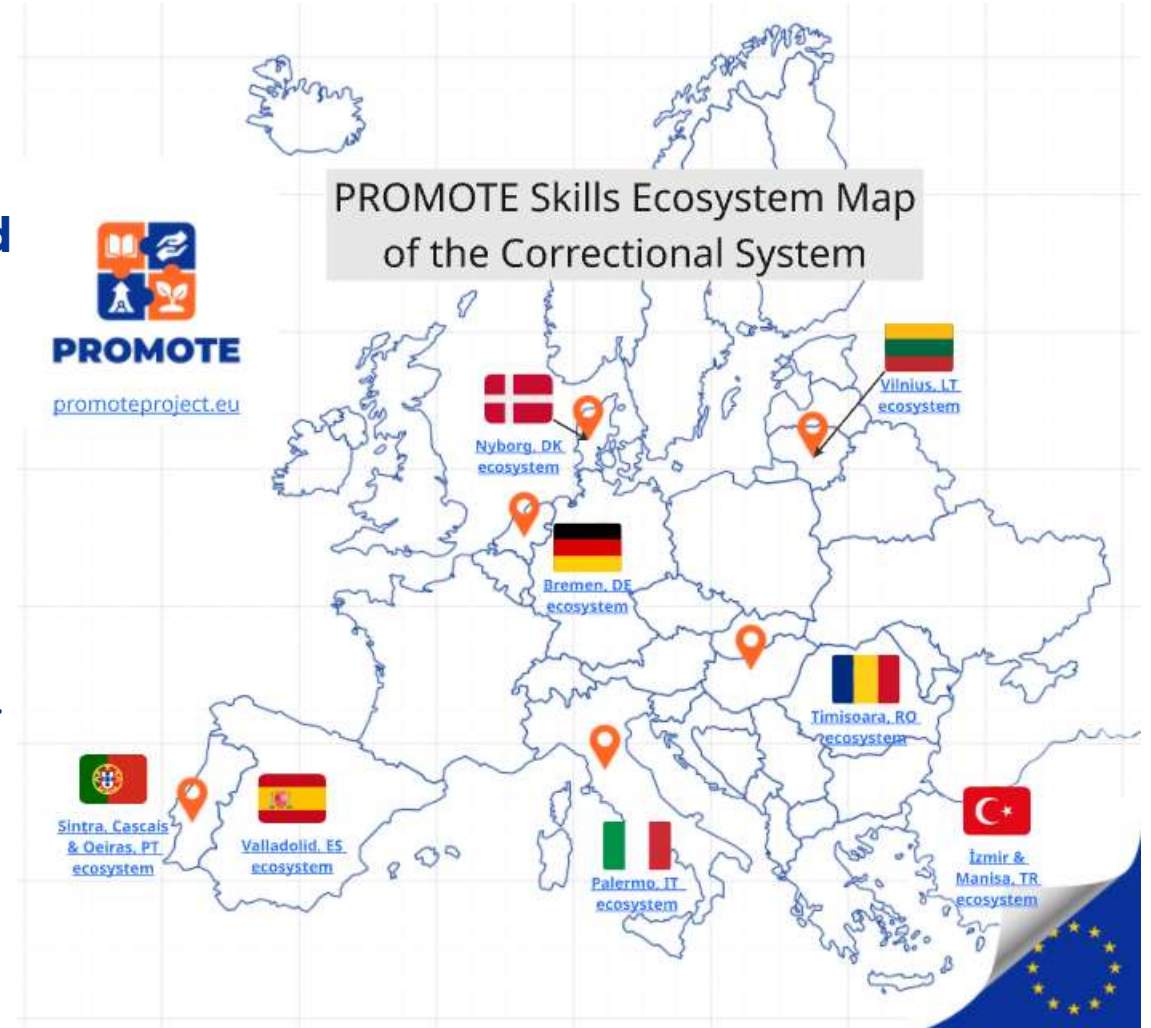 d
PROMOTE Skills Ecosystem Map
of the Correctional System
PROMOTE
promoteproject.eu
Vilnius, LT
ecosystem
Nyborg, DK
ecosystem
Bremen, DE
ecosystem
Timisoara, RO
ecosystem
Sintra, Cascais
& Oeiras, PT
ecosystem
Valladolid, ES
ecosystem
Palermo, IT
ecosystem
İzmir &
Manisa, TR
ecosystem